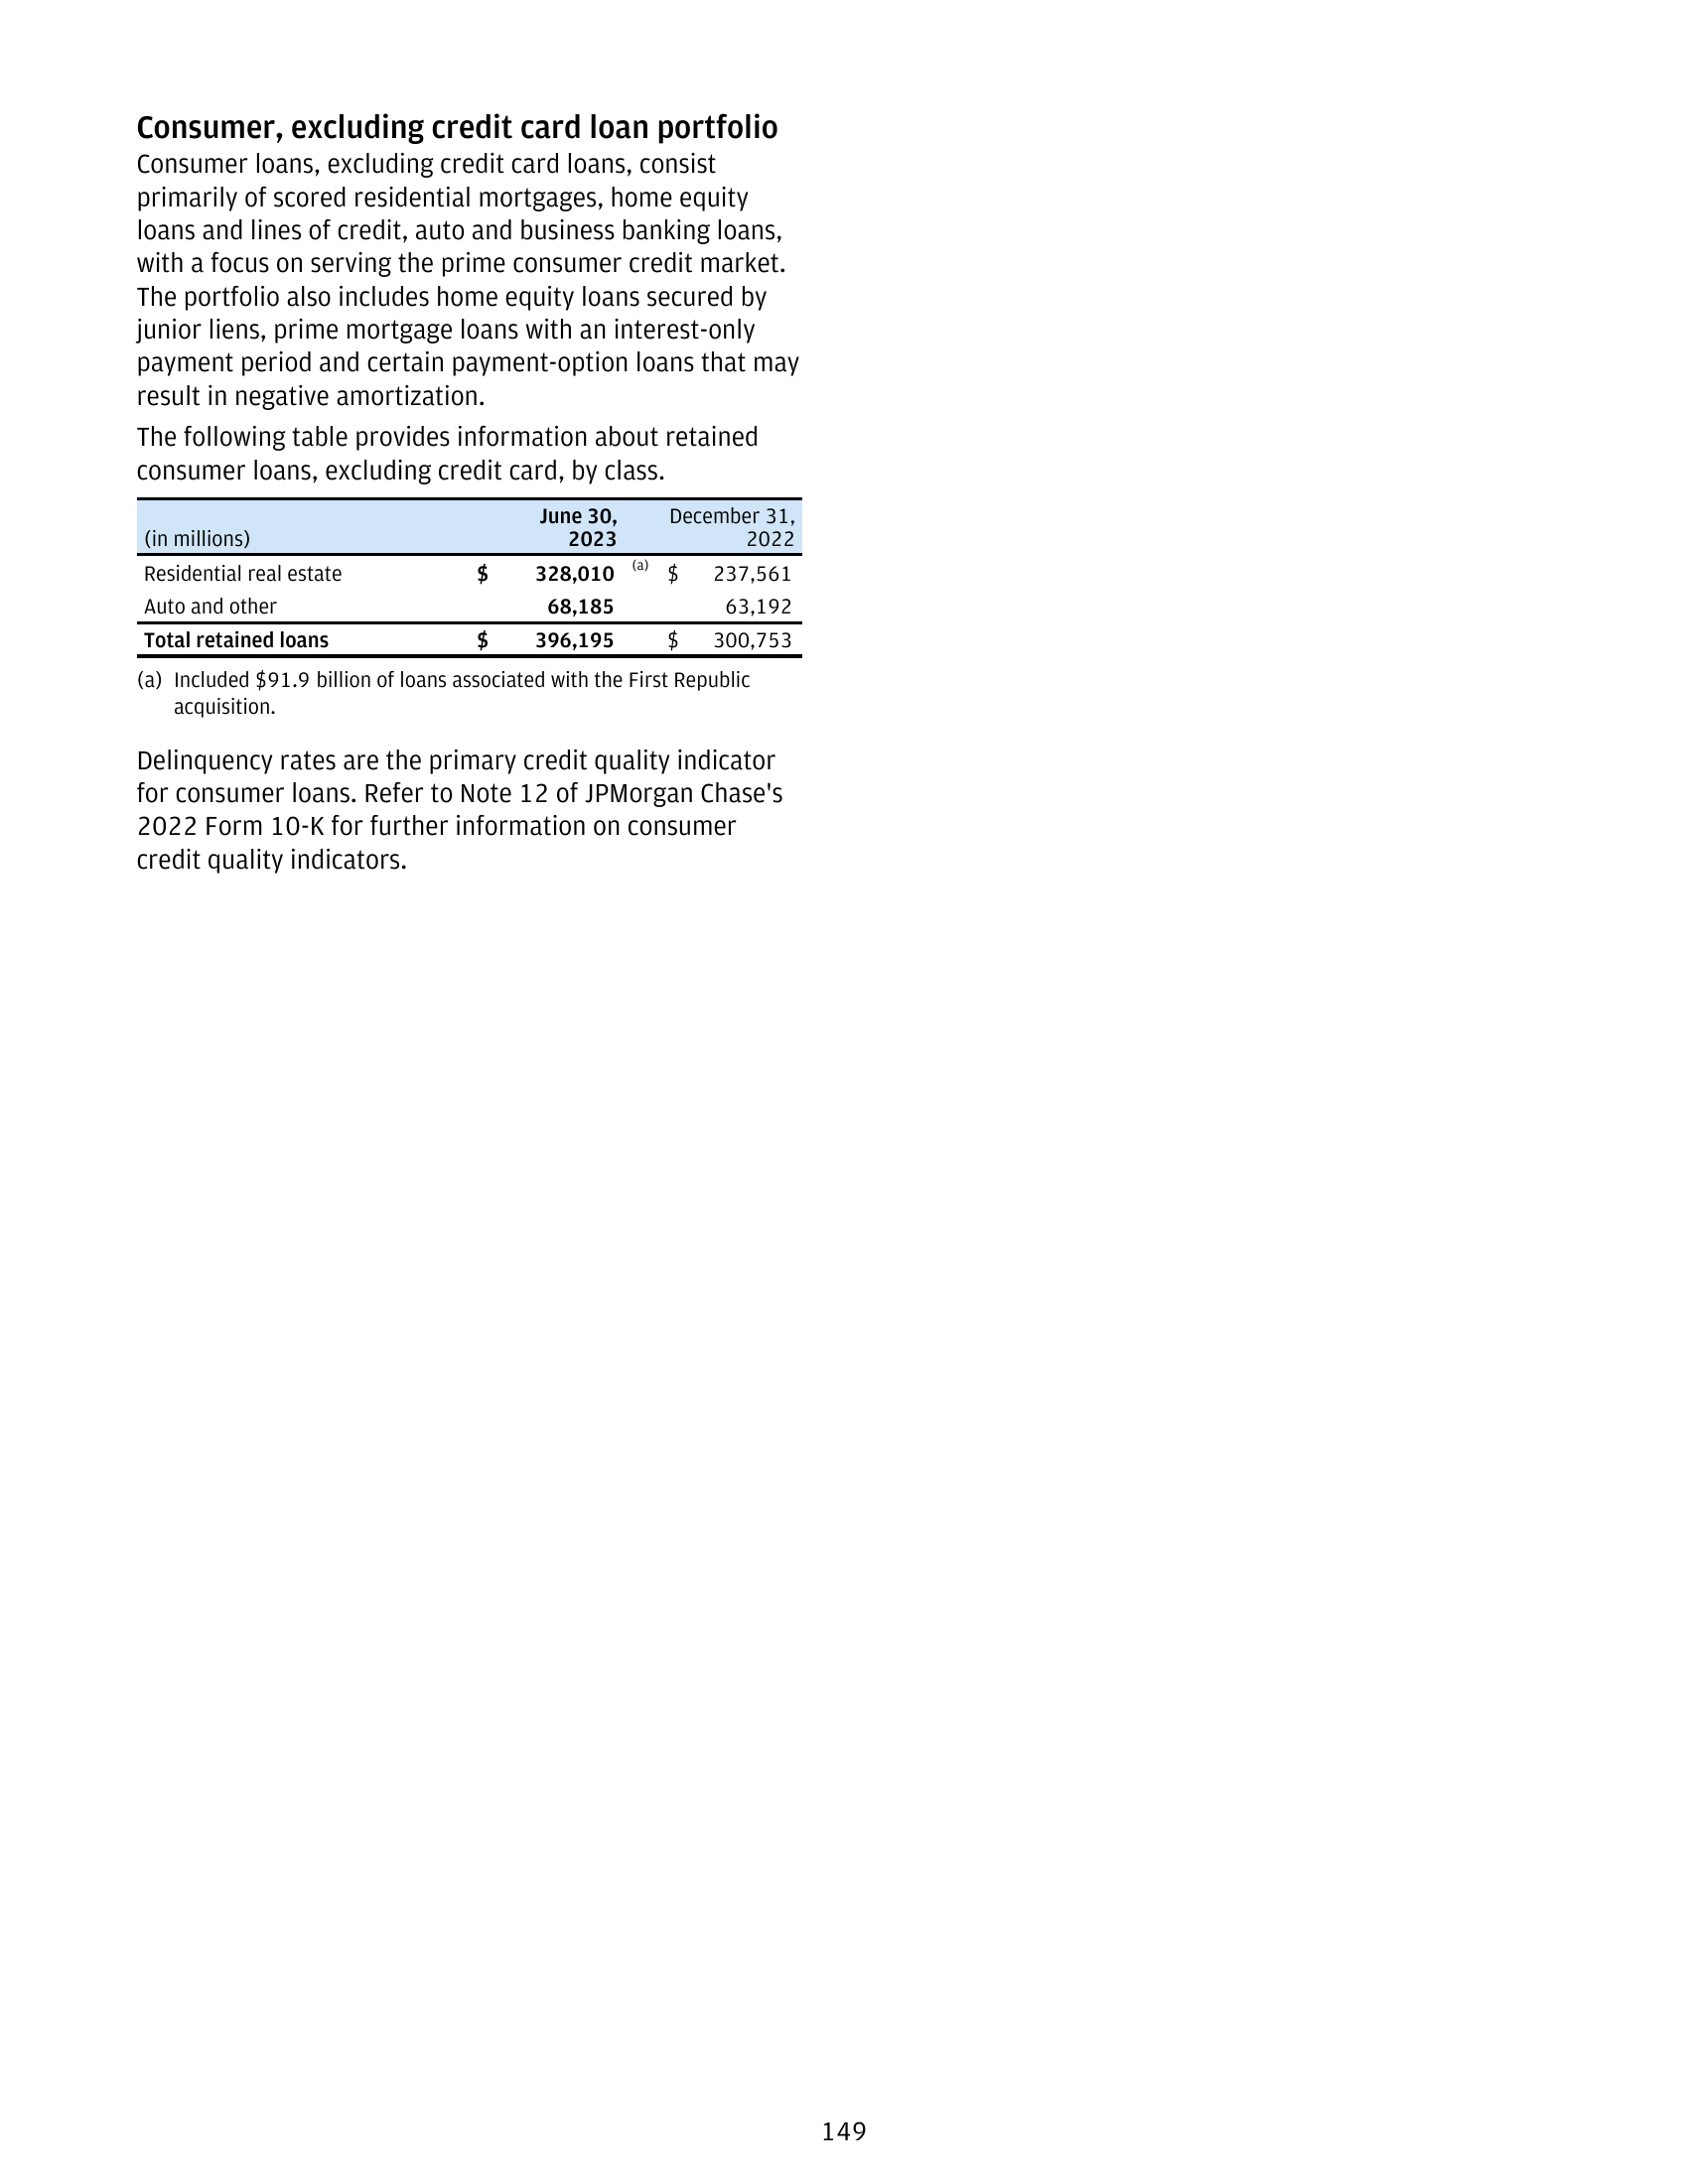 Consumer, excluding credit card loan portfolio
Consumer loans, excluding credit card loans, consist
primarily of scored residential mortgages, home equity
loans and lines of credit, auto and business banking loans,
with a focus on serving the prime consumer credit market.
The portfolio also includes home equity loans secured by
junior liens, prime mortgage loans with an interest-only
payment period and certain payment-option loans that may
result in negative amortization.
The following table provides information about retained
consumer loans, excluding credit card, by class.
June 30, December 31,
(in millions) 2023 2022
Residential real estate $ 328,010 (a) $ 237,561
Auto and other 68,185 63,192
Total retained loans $ 396,195 $ 300,753
(a) Included $91.9 billion of loans associated with the First Republic
acquisition.
Delinquency rates are the primary credit quality indicator
for consumer loans. Refer to Note 12 of JPMorgan Chase's
2022 Form 10-K for further information on consumer
credit quality indicators.
149